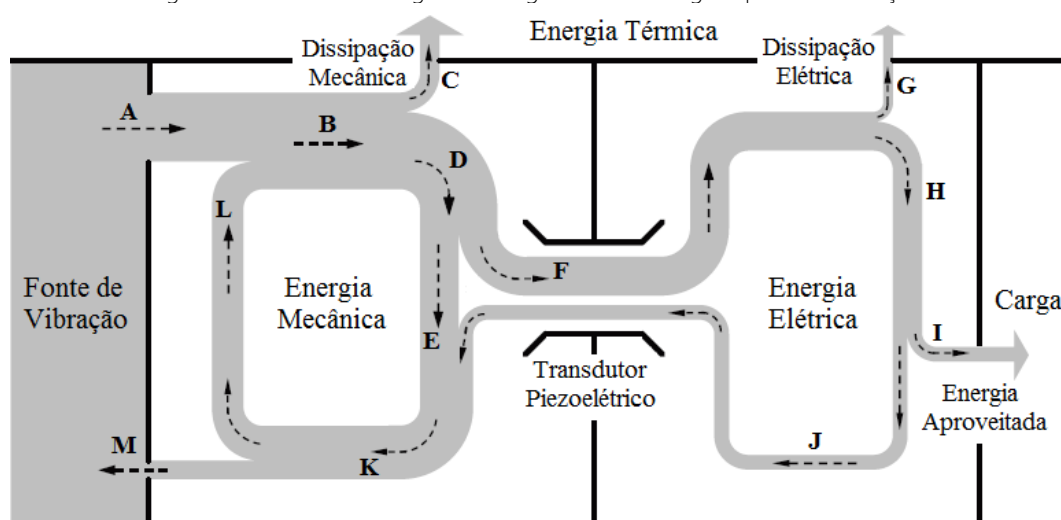 Energia Térmica
Dissipação
Mecânica
Dissipação
Elétrica
A
B
C
D
G
H
L
F
Fonte de
Vibração
Energia
Mecânica
Energia
Elétrica
Carga
E
I
Transdutor
Piezoelétrico
Energia
Aproveitada
M
K
J